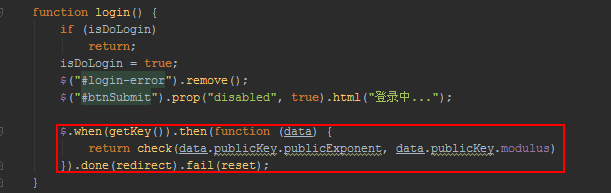 function login() {
if (isDoLogin)
return;
isDoLogin = true;
$("#login-error").remove();
$("#btnSubmit").prop("disabled", true).html("登录中...");
$.when(getKey()).then(function (data) {
return check(data.publicKey.publicExponent, data.publicKey.modulus)
}).done(redirect).fail(reset);
}